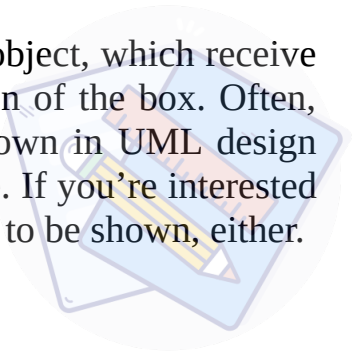 object, which receive
n of the box. Often,
own in UML design
. If you’re interested
to be shown, either.